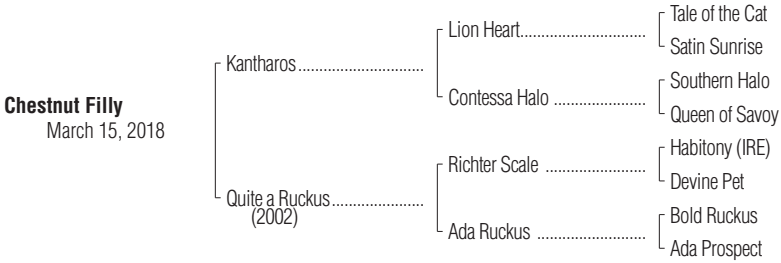 Tale of the Cat
Lion Heart..............................
Satin Sunrise
Kantharos ..............................
Southern Halo
Contessa Halo ......................
Queen of Savoy
Chestnut Filly
March 15, 2018
Habitony (IRE)
Richter Scale ........................
Devine Pet
Quite a Ruckus ......................
(2002)
Bold Ruckus
Ada Ruckus ..........................
Ada Prospect